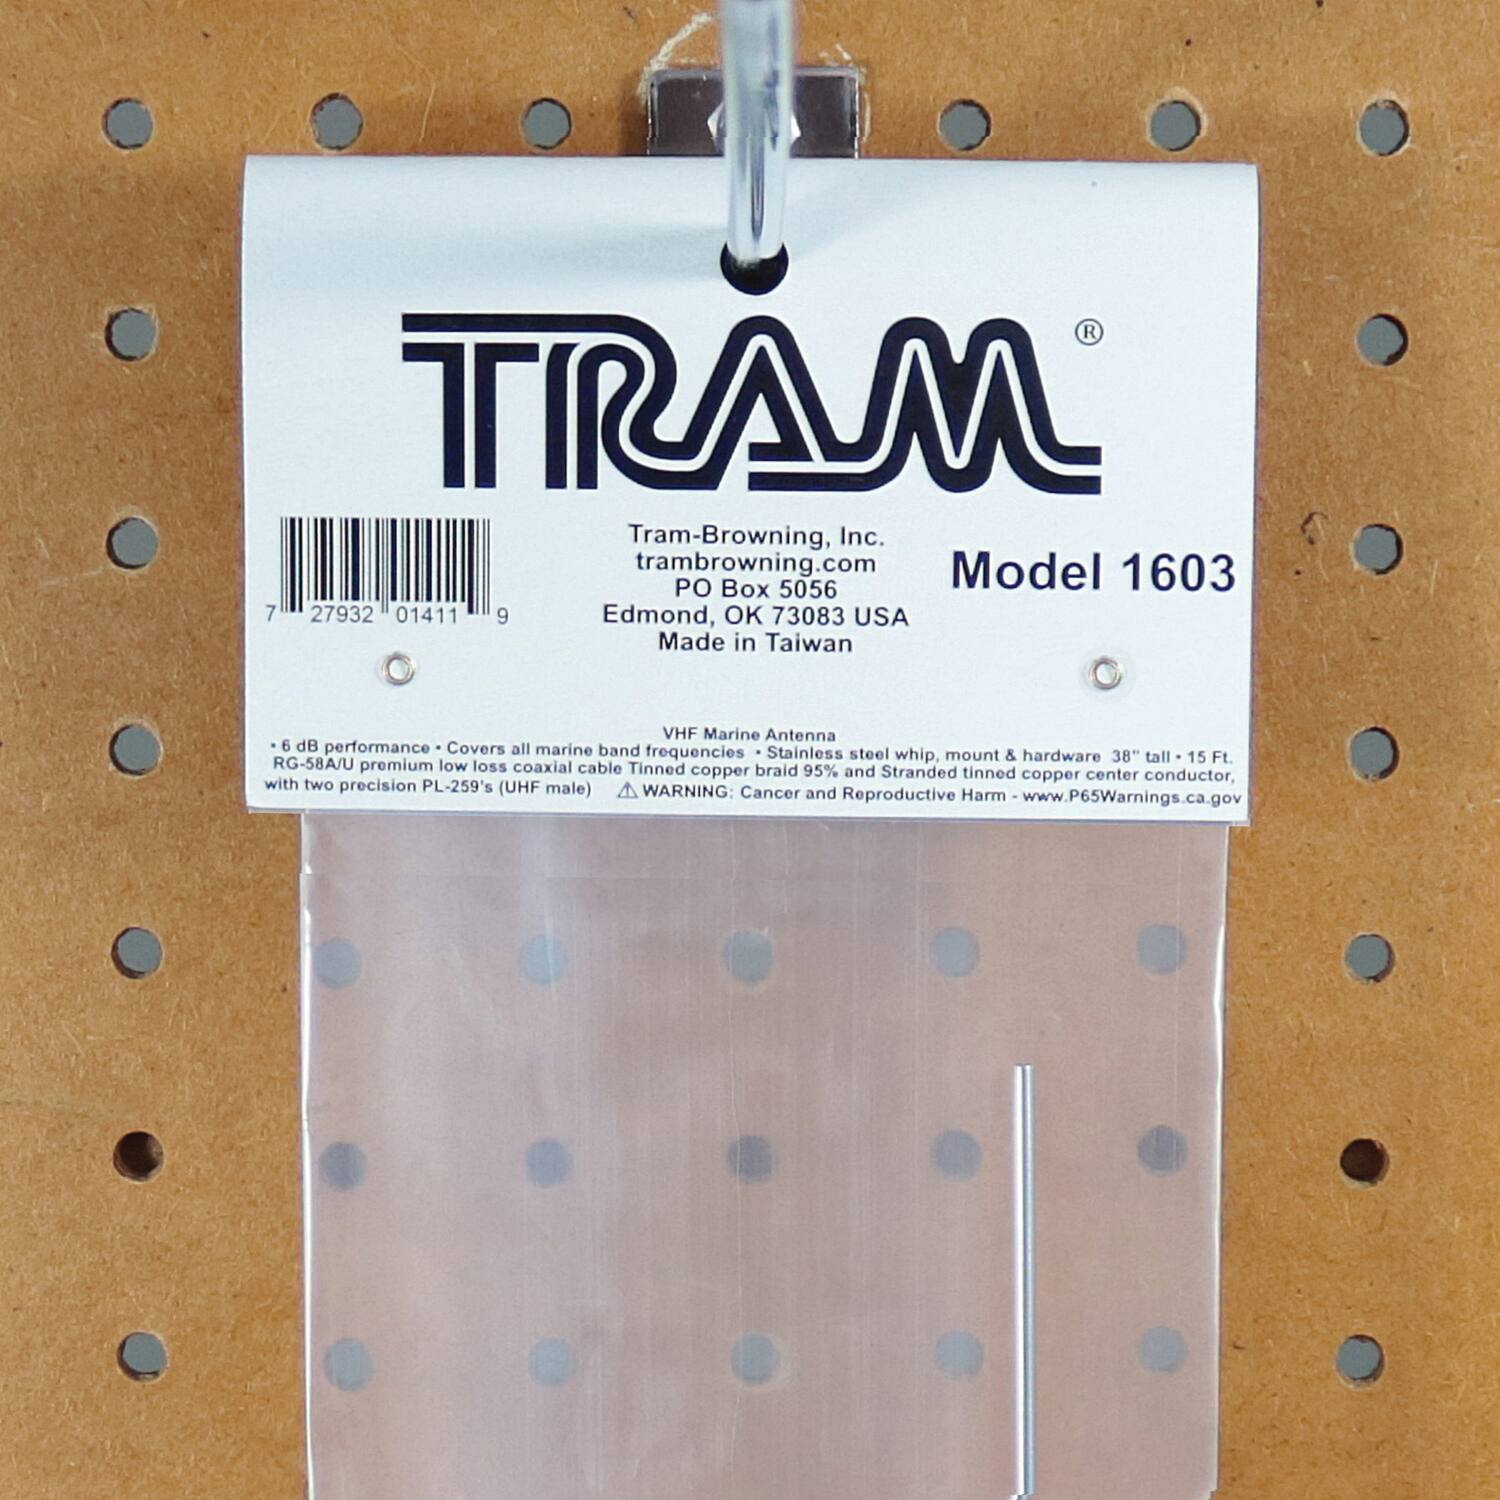 TRAM ®
Tram-Browning, Inc.
trambrowning.com
PO Box 5056
Edmond, OK 73083 USA
Made in Taiwan
Model 1603
7 27932 01411 9
VHF Marine Antenna
• 6 dB performance • Covers all marine band frequencies • Stainless steel whip, mount & hardware 38" tall • 15 Ft.
RG-58A/U premium low loss coaxial cable Tinned copper braid 95% and Stranded tinned copper center conductor,
with two precision PL-259's (UHF male) ⚠ WARNING: Cancer and Reproductive Harm - www.P65Warnings.ca.gov